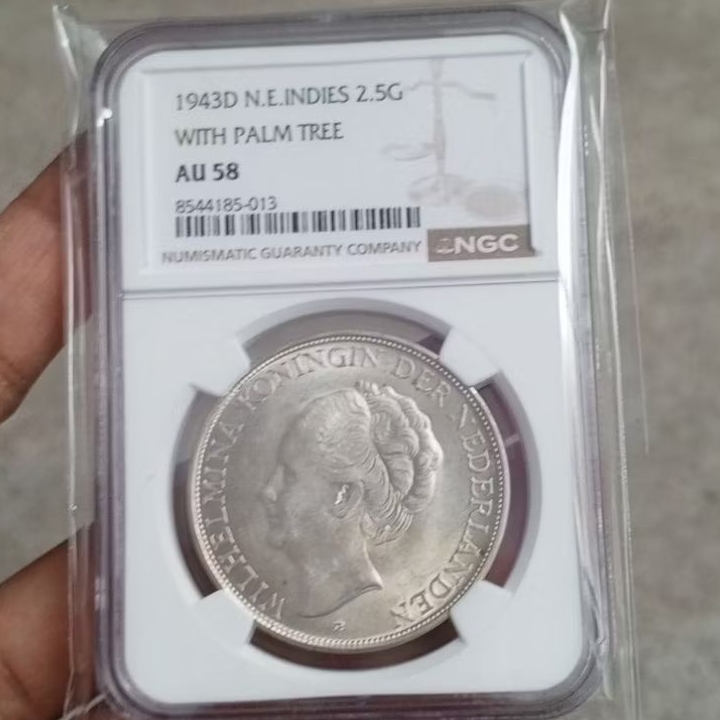 1943D N.E.INDIES 2.5G
WITH PALM TREE
AU 58
8544185-013
NUMISMATIC GUARANTY COMPANY
NGC
WILHELMINA KONINGIN DER NEDERLANDEN